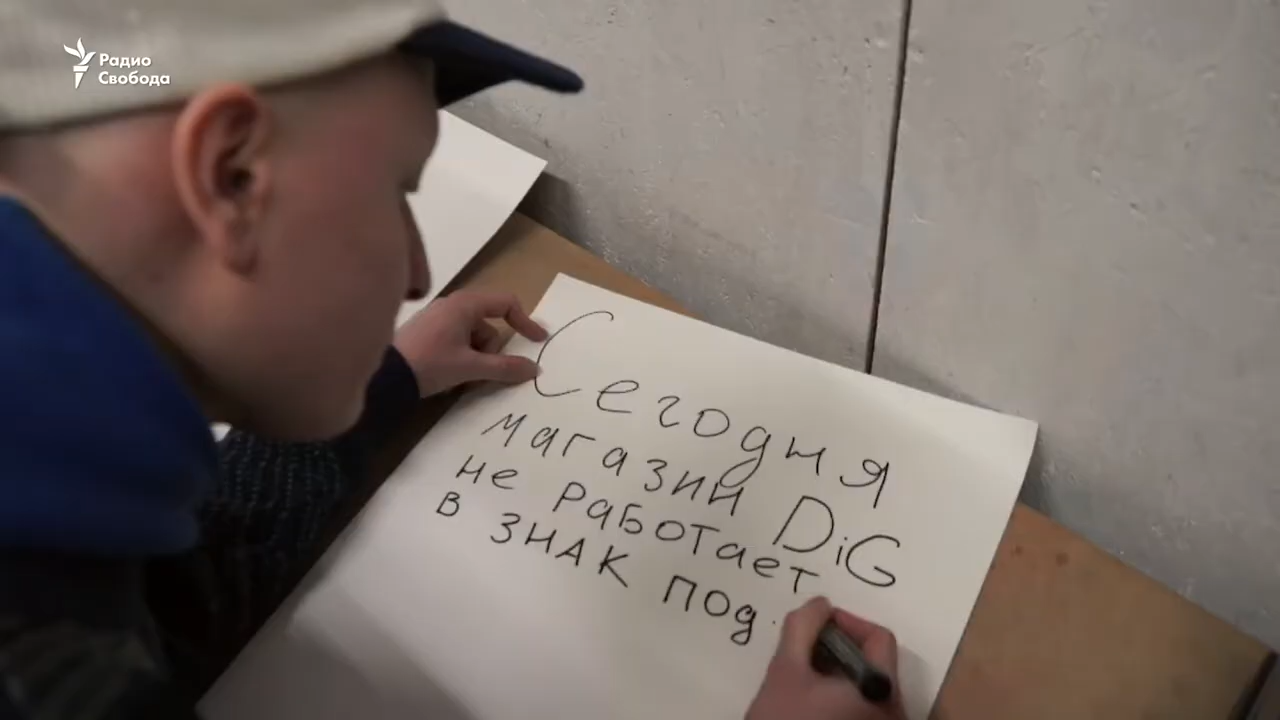 Радио
Свобода
Сегодня
магазин DiG
не работает
в знак под